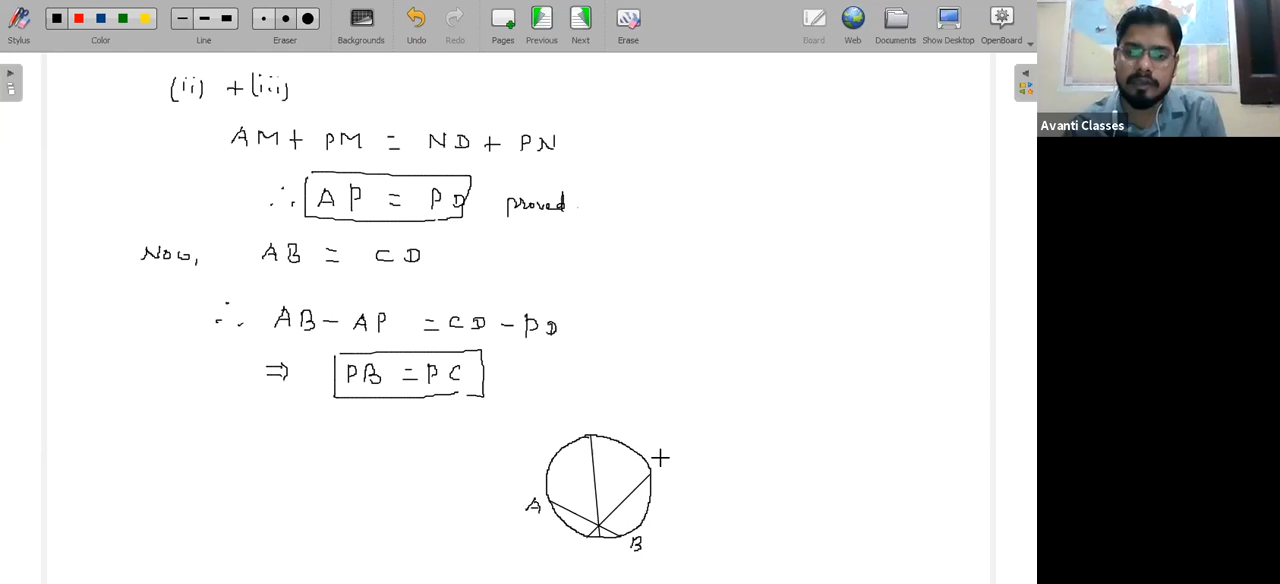 Stylus
Color
Line
Eraser
Backgrounds
Undo
Redo
Pages
Previous
Next
Erase
Board
Web
Documents
Show Desktop
OpenBoard
Avanti Classes
(ii) + (iii)
AM + PM = ND + PN
∴ AP = PD proved.
Now, AB = CD
∴ AB - AP = CD - PD
⇒ PB = PC
A
B